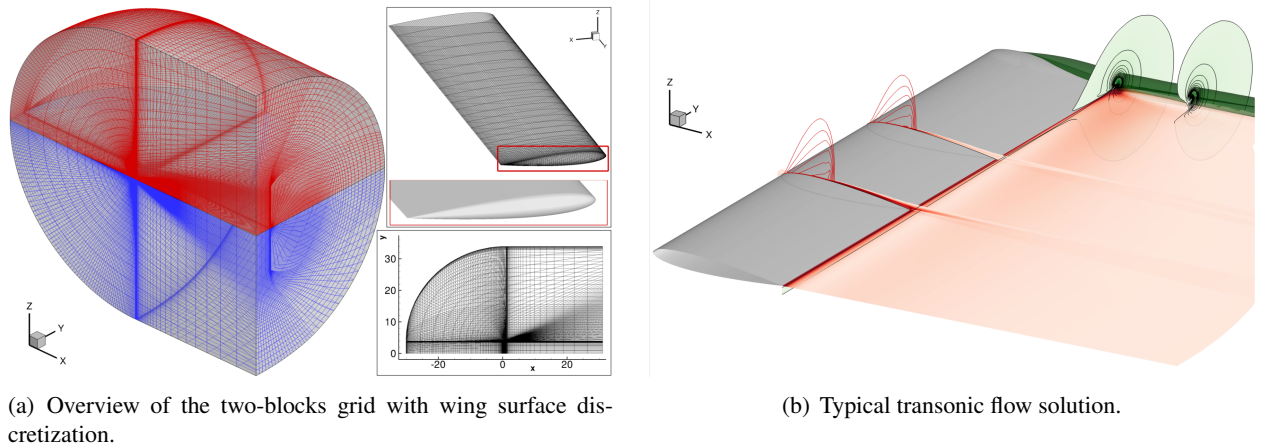 Z
Y
X
z
x
y
y
30
20
10
0
-20
0
20
x
Z
Y
X
(a) Overview of the two-blocks grid with wing surface dis-
cretization.
(b) Typical transonic flow solution.